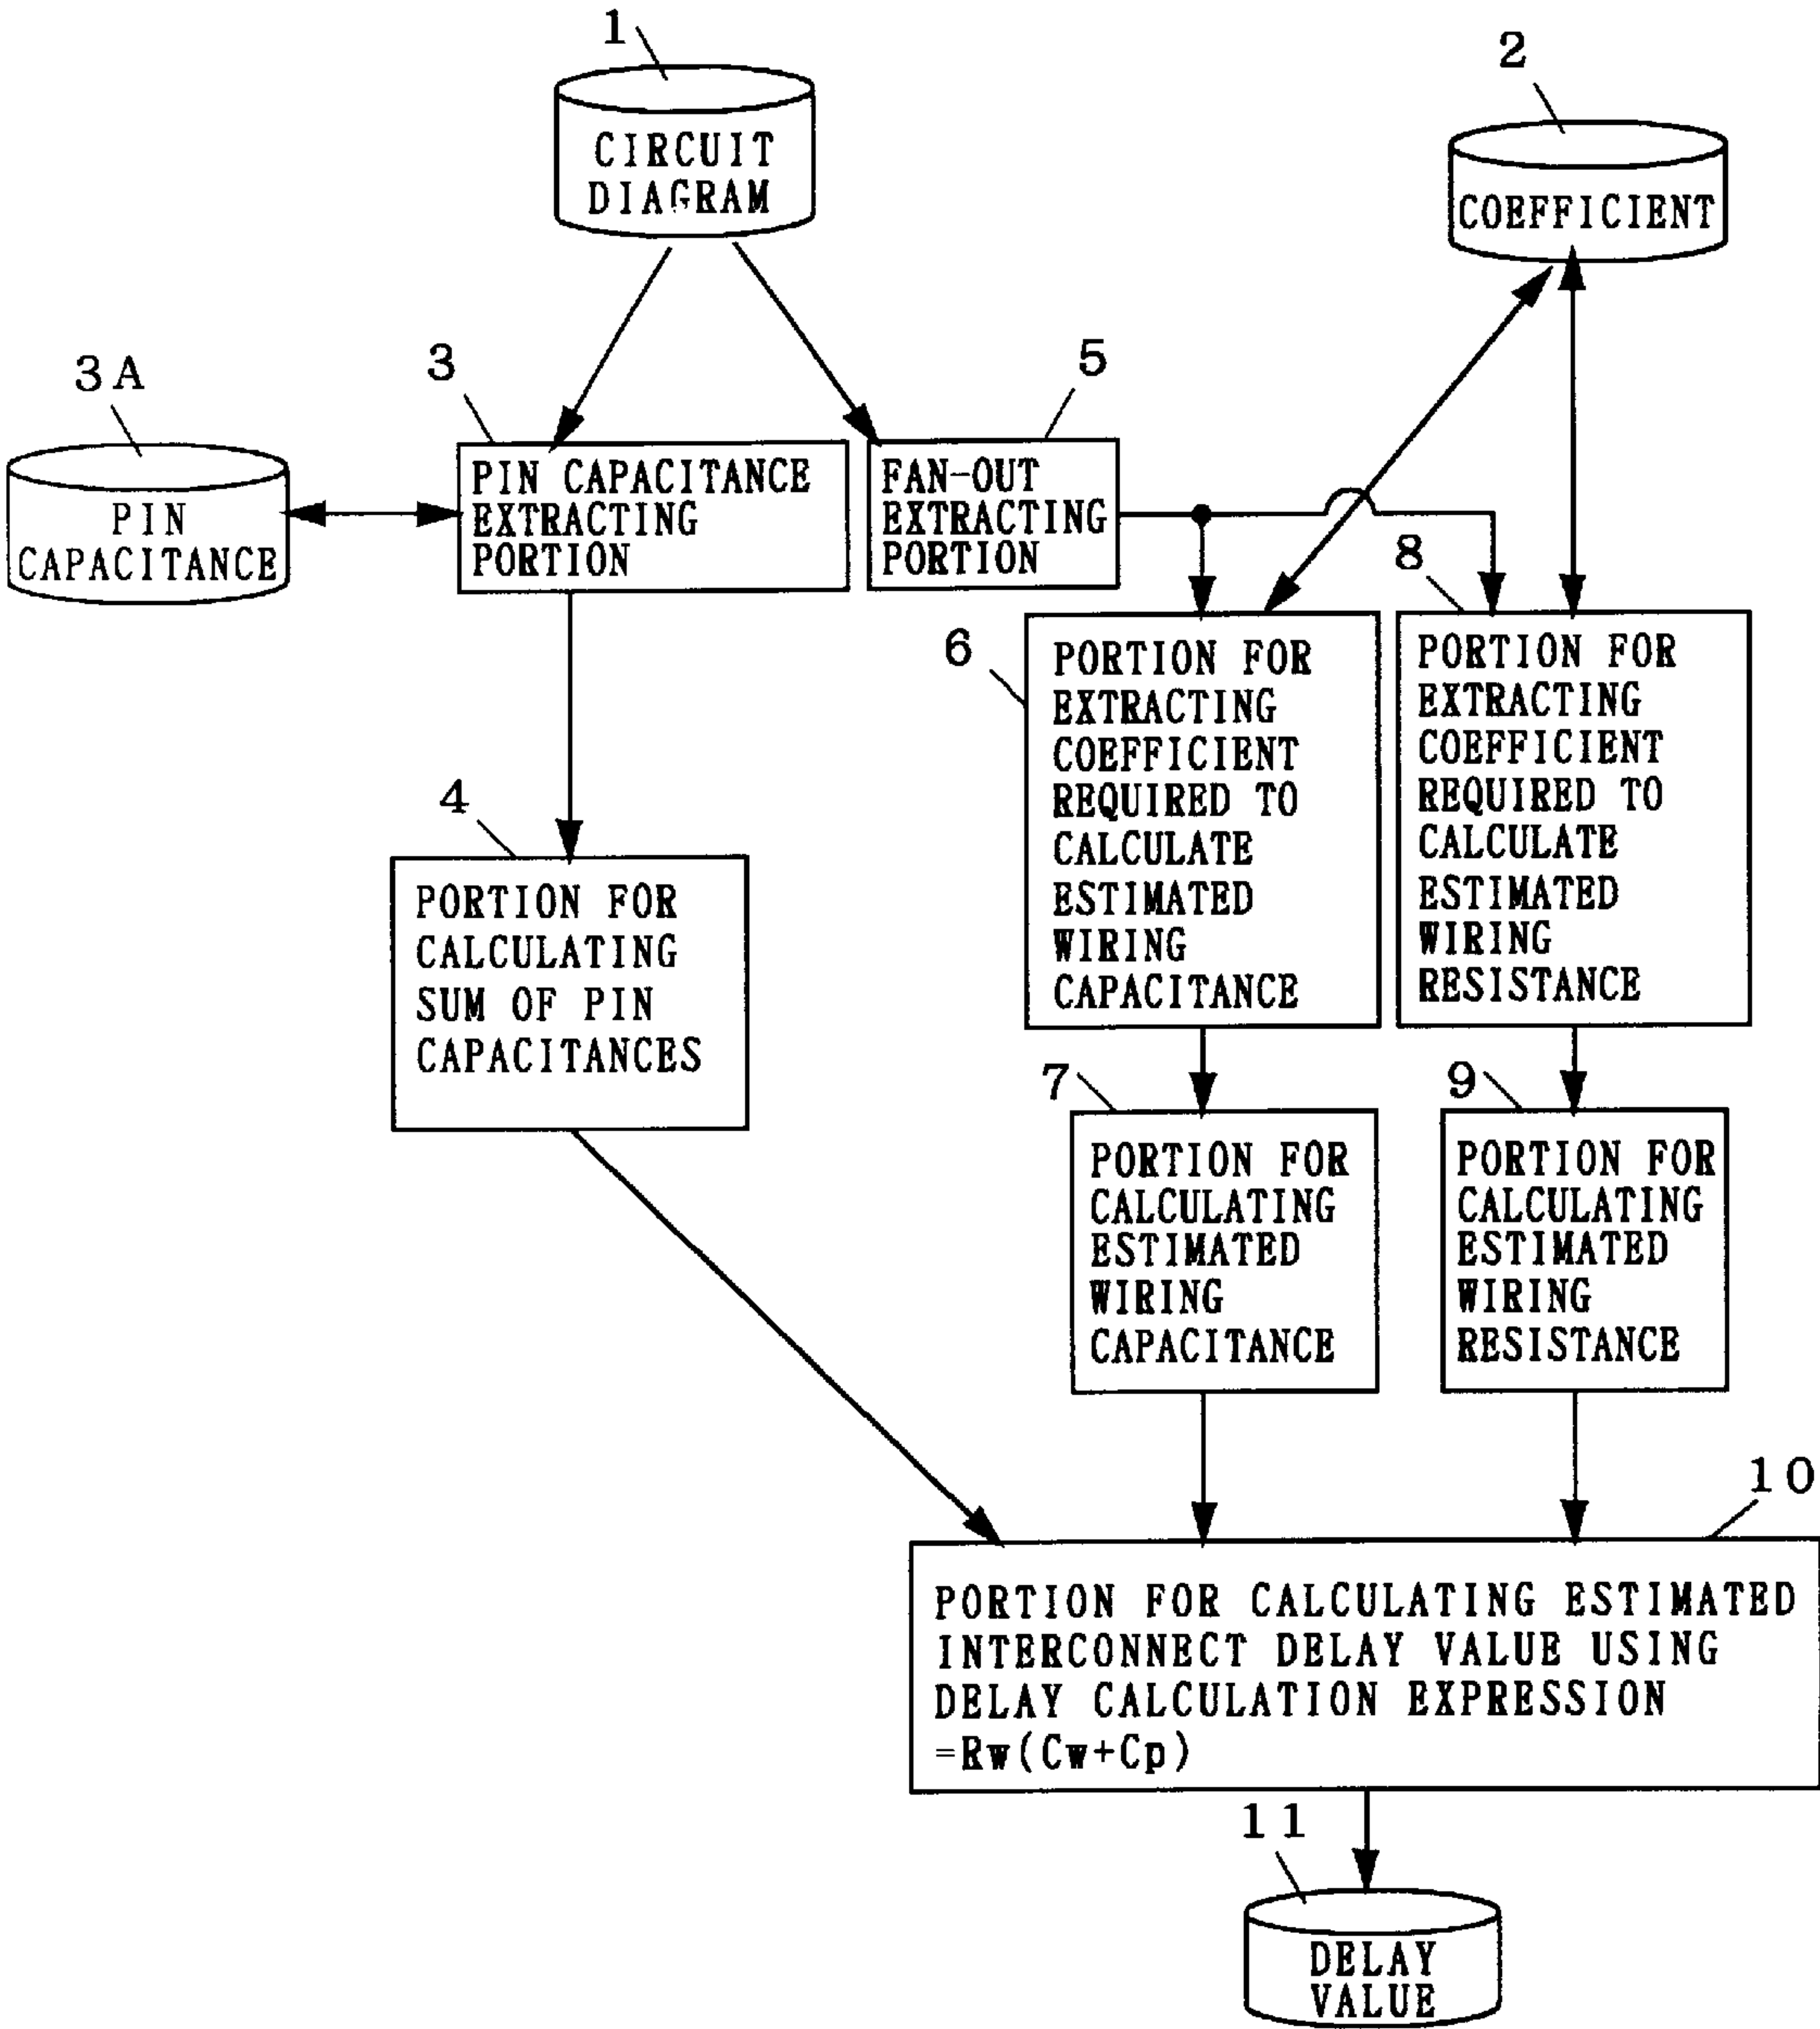 1
CIRCUIT
DIAGRAM
2
COEFFICIENT
3A
PIN
CAPACITANCE
3
PIN CAPACITANCE
EXTRACTING
PORTION
5
FAN-OUT
EXTRACTING
PORTION
4
PORTION FOR
CALCULATING
SUM OF PIN
CAPACITANCES
6
PORTION FOR
EXTRACTING
COEFFICIENT
REQUIRED TO
CALCULATE
ESTIMATED
WIRING
CAPACITANCE
8
PORTION FOR
EXTRACTING
COEFFICIENT
REQUIRED TO
CALCULATE
ESTIMATED
WIRING
RESISTANCE
7
PORTION FOR
CALCULATING
ESTIMATED
WIRING
CAPACITANCE
9
PORTION FOR
CALCULATING
ESTIMATED
WIRING
RESISTANCE
10
PORTION FOR CALCULATING ESTIMATED
INTERCONNECT DELAY VALUE USING
DELAY CALCULATION EXPRESSION
=Rw(Cw+Cp)
11
DELAY
VALUE